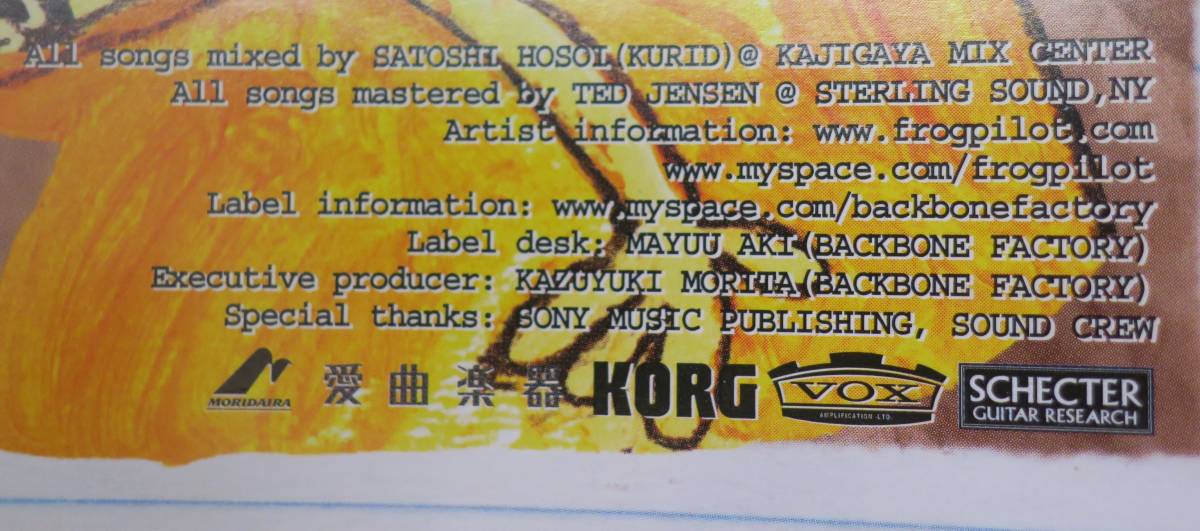 All songs mixed by SATOSHI HOSOI(KURID)@ KAJIGAYA MIX CENTER
All songs mastered by TED JENSEN @ STERLING SOUND,NY
Artist information: www.frogpilot.com
www.myspace.com/frogpilot
Label information: www.myspace.com/backbonefactory
Label desk: MAYUU AKI(BACKBONE FACTORY)
Executive producer: KAZUYUKI MORITA(BACKBONE FACTORY)
Special thanks: SONY MUSIC PUBLISHING, SOUND CREW
MORIDAIRA 愛曲楽器 KORG VOX SCHECTER
AMPLIFICATION LTD. GUITAR RESEARCH